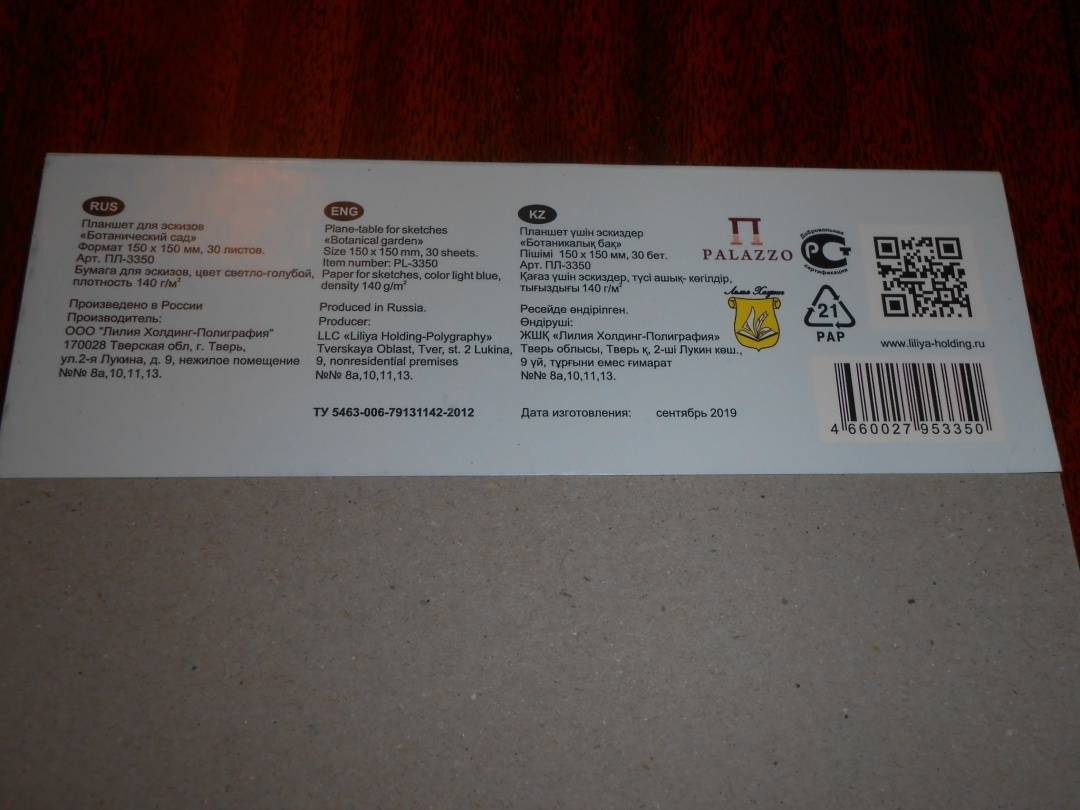 RUS
Планшет для эскизов
«Ботанический сад»
Формат 150 х 150 мм, 30 листов.
Арт. ПЛ-3350
Бумага для эскизов, цвет светло-голубой,
плотность 140 г/м²
Произведено в России
Производитель:
ООО "Лилия Холдинг-Полиграфия"
170028 Тверская обл, г. Тверь,
ул.2-я Лукина, д. 9, нежилое помещение
№№ 8а,10,11,13.
ENG
Plane-table for sketches
«Botanical garden»
Size 150 x 150 mm, 30 sheets.
Item number: PL-3350
Paper for sketches, color light blue,
density 140 g/m²
Produced in Russia.
Producer:
LLC «Liliya Holding-Polygraphy»
Tverskaya Oblast, Tver, st. 2 Lukina,
9, nonresidential premises
№№ 8а,10,11,13.
ТУ 5463-006-79131142-2012
KZ
Планшет үшін эскиздер
«Ботаникалық бақ»
Пішімі 150 х 150 мм, 30 бет.
Арт. ПЛ-3350
Қағаз үшін эскиздер, түсі ашық- көгілдір,
тығыздығы 140 г/м²
Ресейде өндірілген.
Өндіруші:
ЖШҚ «Лилия Холдинг-Полиграфия»
Тверь облысы, Тверь қ, 2-ші Лукин көш.,
9 үй, тұрғыни емес ғимарат
№№ 8а,10,11,13.
Дата изготовления: сентябрь 2019
П
PALAZZO
Лилия Холдинг
Добровольная
РСТ
сертификация
21
PAP
www.liliya-holding.ru
4 660027 953350